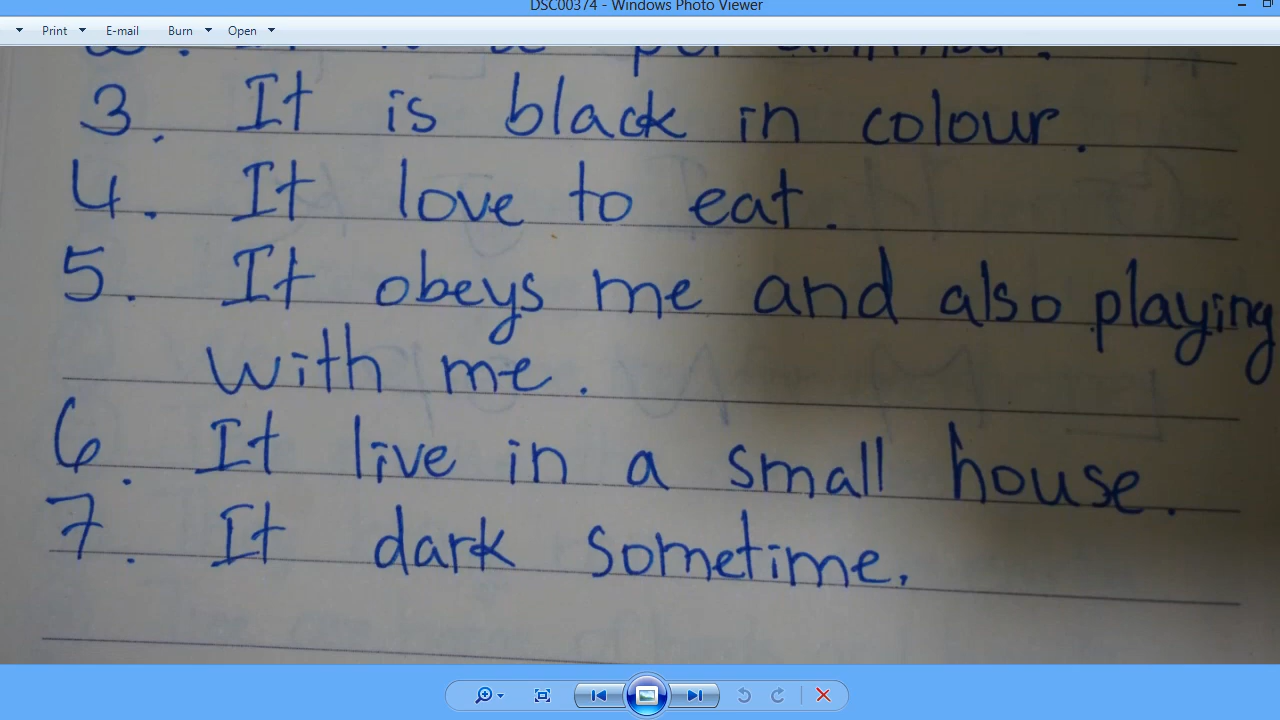 DSC00374 - Windows Photo Viewer
Print E-mail Burn Open
3. It is black in colour.
4. It love to eat.
5. It obeys me and also playing
with me.
6. It live in a small house.
7. It dark sometime.